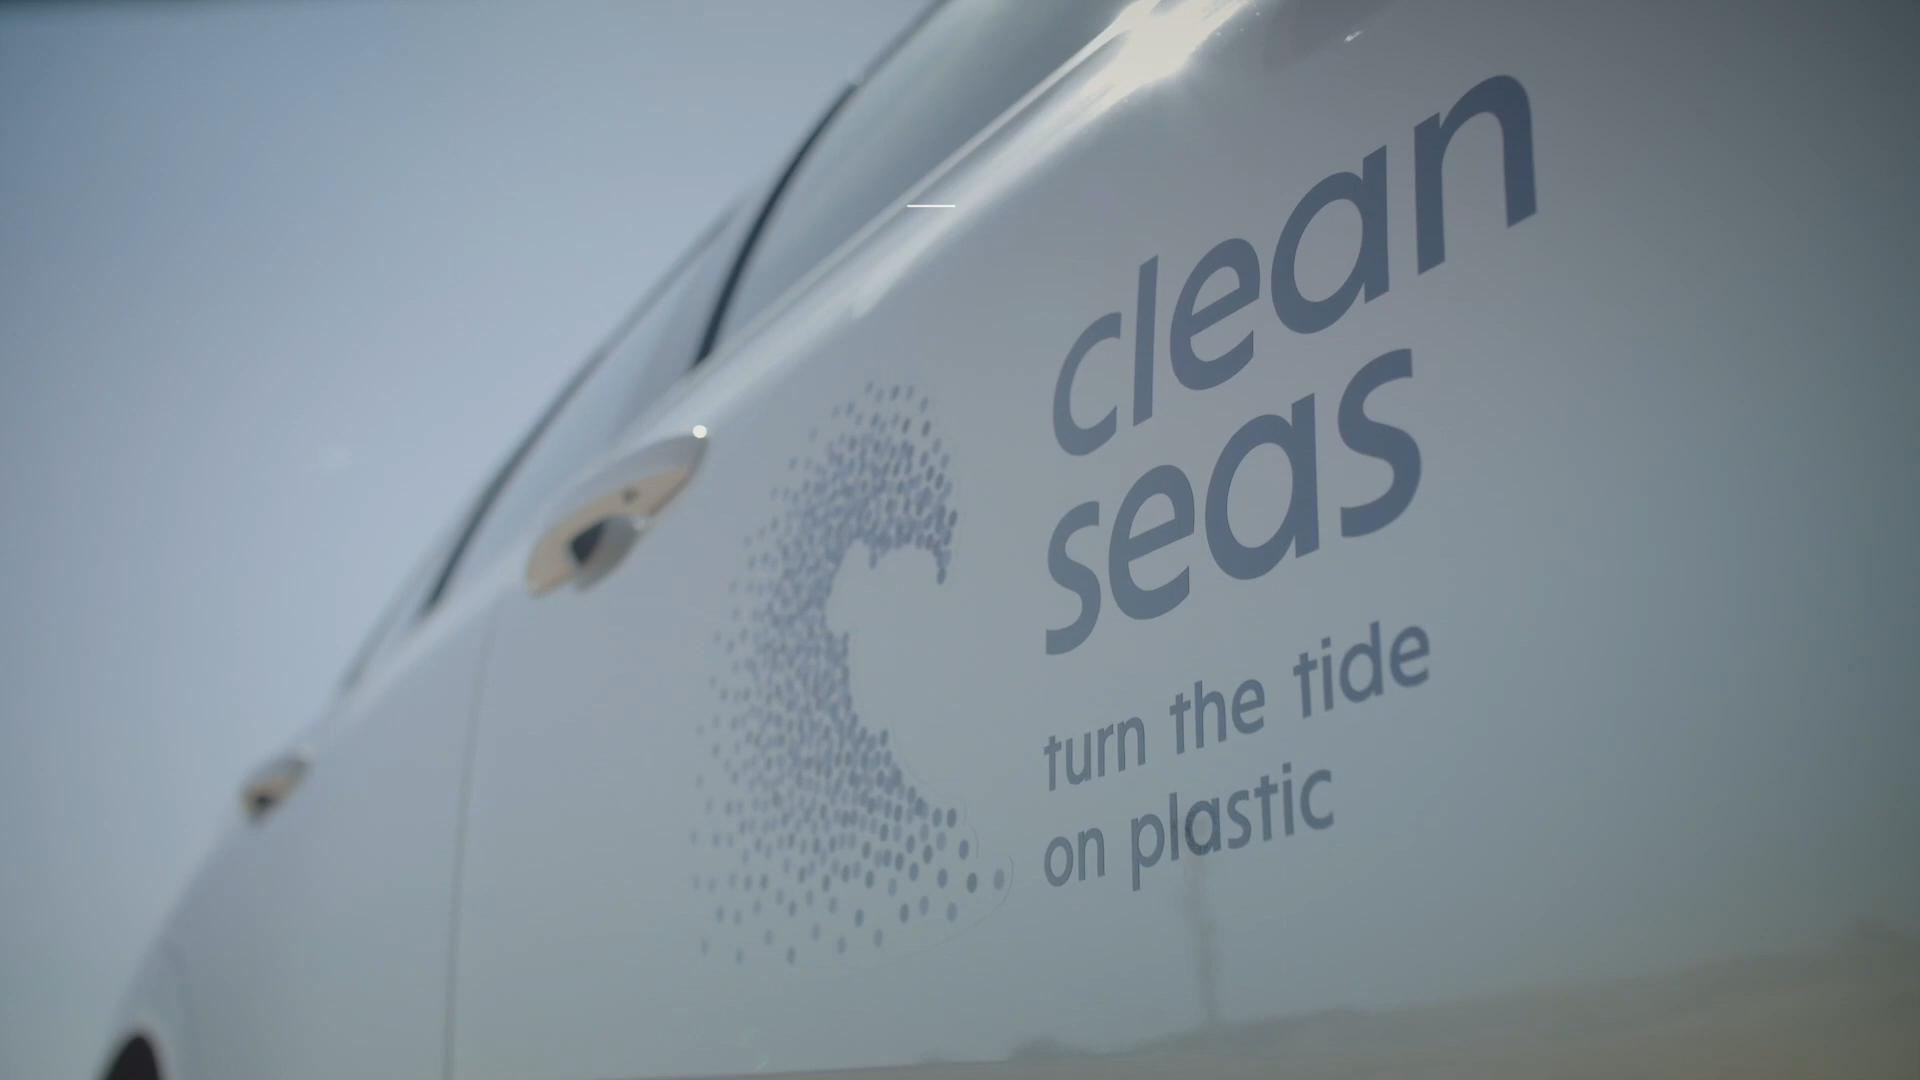 clean
seas
turn the tide
on plastic